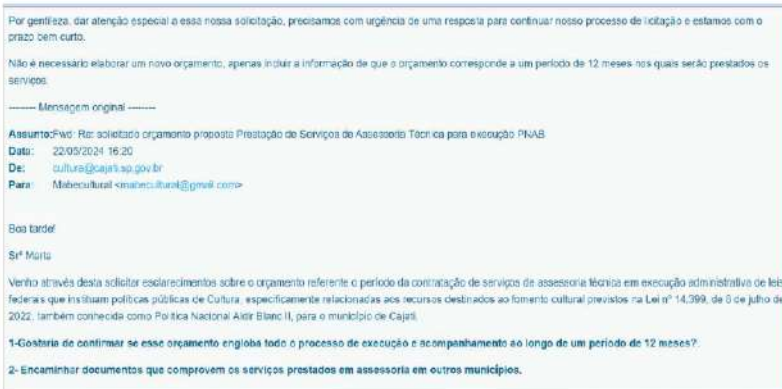 Por gentileza, dar atenção especial a essa nossa solicitação, precisamos com urgência de uma resposta para continuar nosso processo de licitação e estamos com o
prazo bem curto.
Não é necessário elaborar um novo orçamento, apenas incluir a informação de que o orçamento corresponde a um período de 12 meses nos quais serão prestados os
serviços.
-------- Mensagem original --------
Assunto:Fwd: Re: solicitado orçamento proposta Prestação de Serviços de Assessoria Técnica para execução PNAB
Data: 22/05/2024 16:20
De: cultura@cajati.sp.gov.br
Para: Mabecultural <mabecultural@gmail.com>
Boa tarde!
Srª Marta
Venho através desta solicitar esclarecimentos sobre o orçamento referente o período da contratação de serviços de assessoria técnica em execução administrativa de leis
federais que instituam políticas públicas de Cultura, especificamente relacionadas aos recursos destinados ao fomento cultural previstos na Lei nº 14.399, de 8 de julho de
2022, também conhecida como Política Nacional Aldir Blanc II, para o município de Cajati.
1-Gostaria de confirmar se esse orçamento engloba todo o processo de execução e acompanhamento ao longo de um período de 12 meses?.
2- Encaminhar documentos que comprovem os serviços prestados em assessoria em outros municípios.